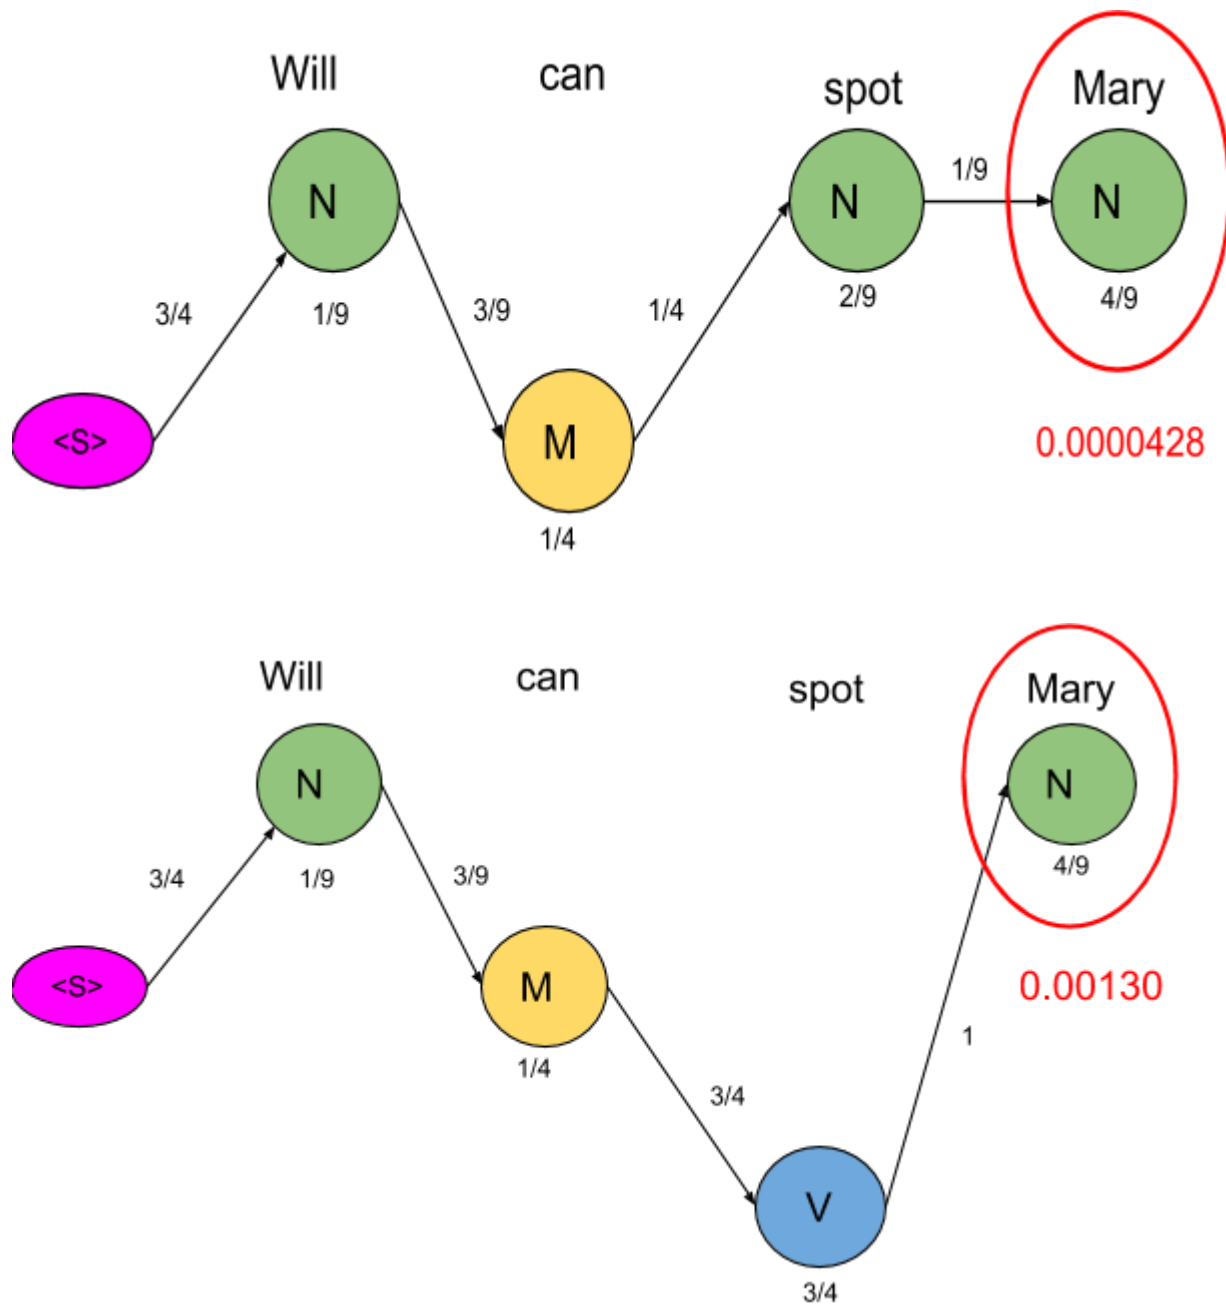 Will can spot Mary
N N N
1/9
3/4 1/9 3/9 1/4 2/9 4/9
<S> M
0.0000428
1/4
Will can spot Mary
N N
3/4 1/9 3/9 4/9
<S> M
0.00130
1/4 3/4 1
V
3/4